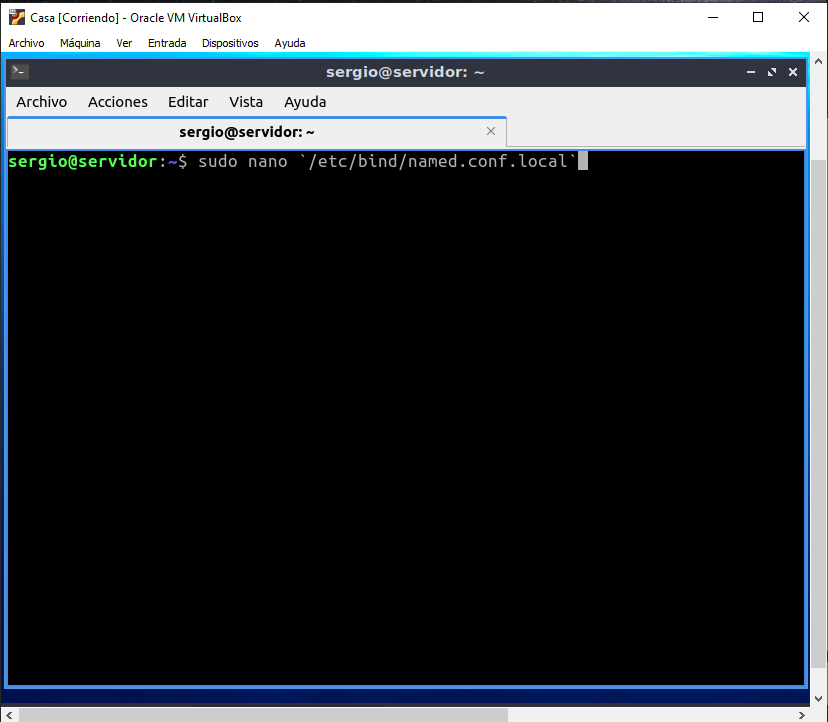 Casa [Corriendo] - Oracle VM VirtualBox
Archivo Máquina Ver Entrada Dispositivos Ayuda
sergio@servidor: ~
Archivo Acciones Editar Vista Ayuda
sergio@servidor: ~
sergio@servidor:~$ sudo nano `/etc/bind/named.conf.local`